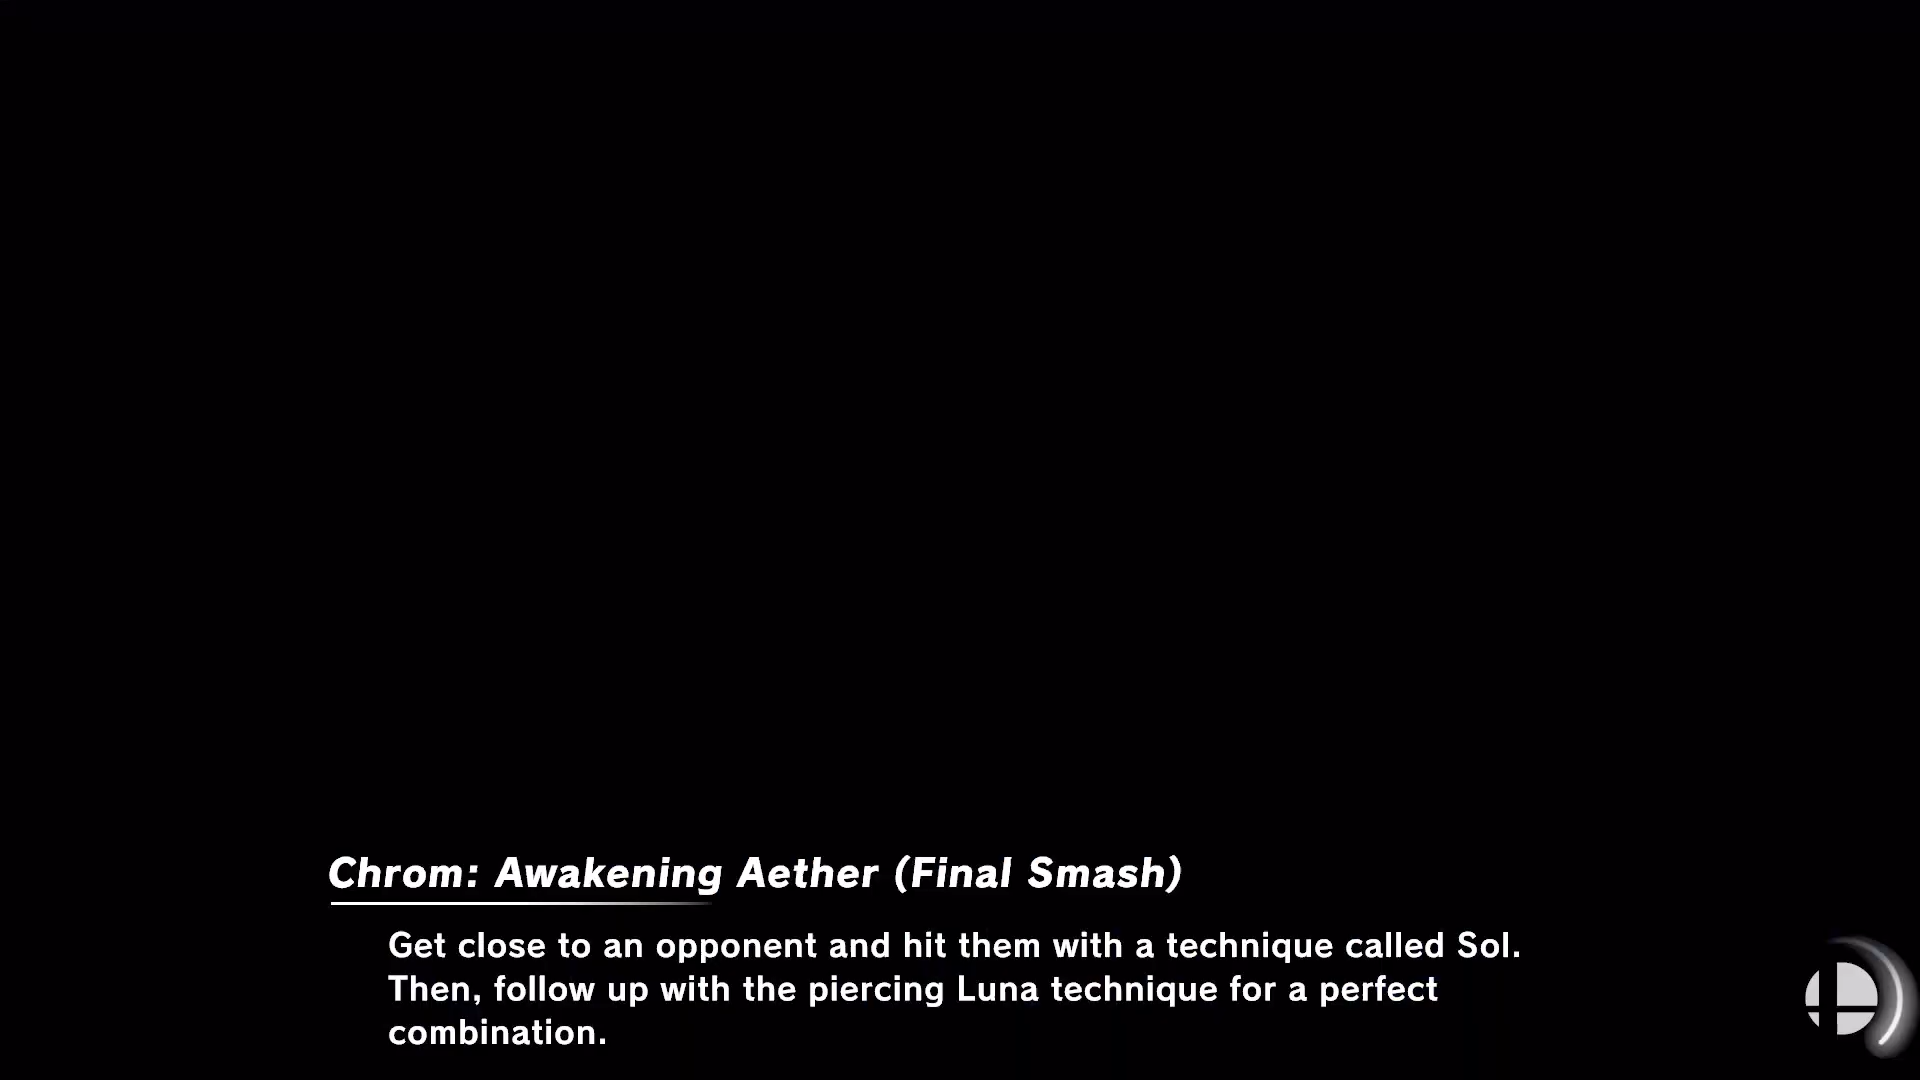 Chrom: Awakening Aether (Final Smash)
Get close to an opponent and hit them with a technique called Sol.
Then, follow up with the piercing Luna technique for a perfect
combination.